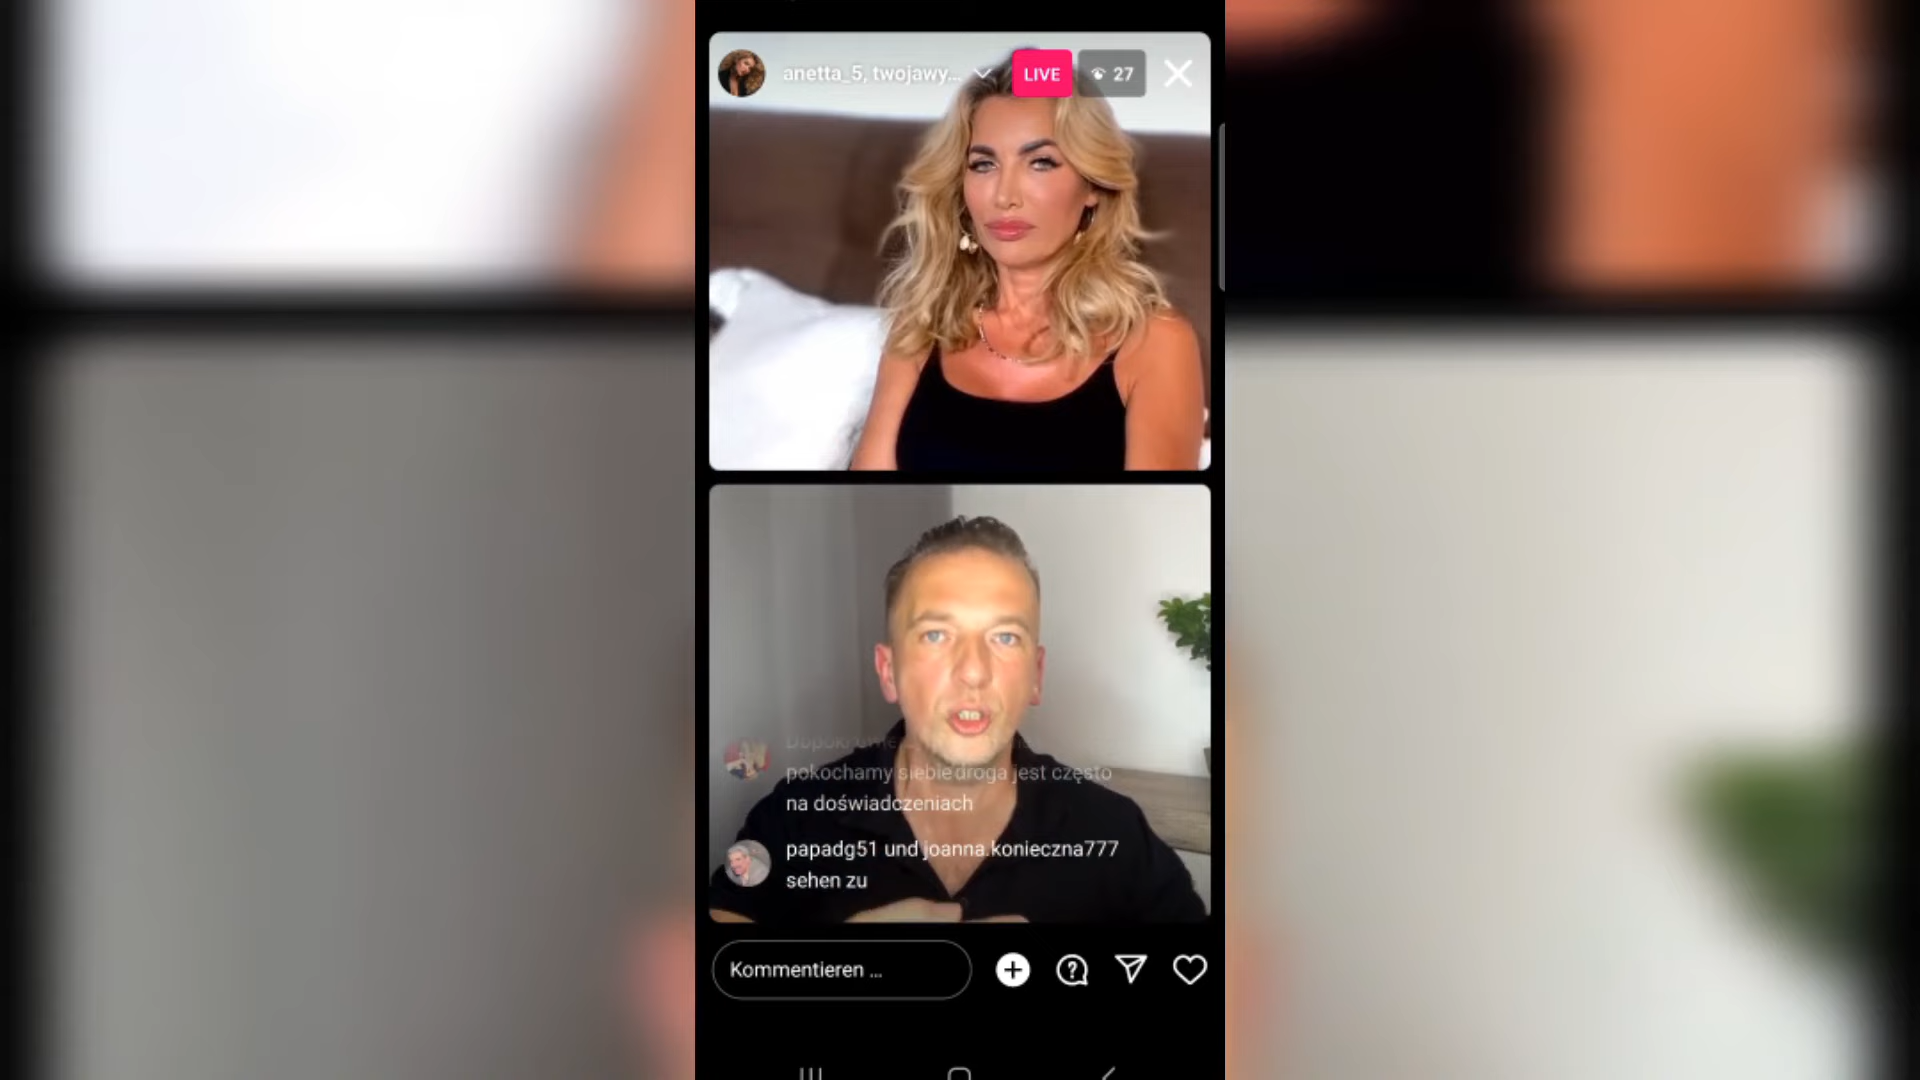 anetta_5, twojawy...
LIVE
27
pokochamy siebie droga jest często
na doświadczeniach
papadg51 und joanna.konieczna777
sehen zu
Kommentieren ...